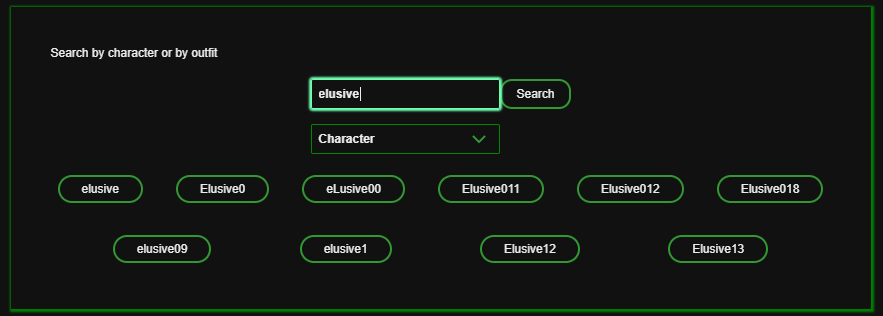 Search by character or by outfit
elusive Search
Character
elusive Elusive0 eLusive00 Elusive011 Elusive012 Elusive018
elusive09 elusive1 Elusive12 Elusive13